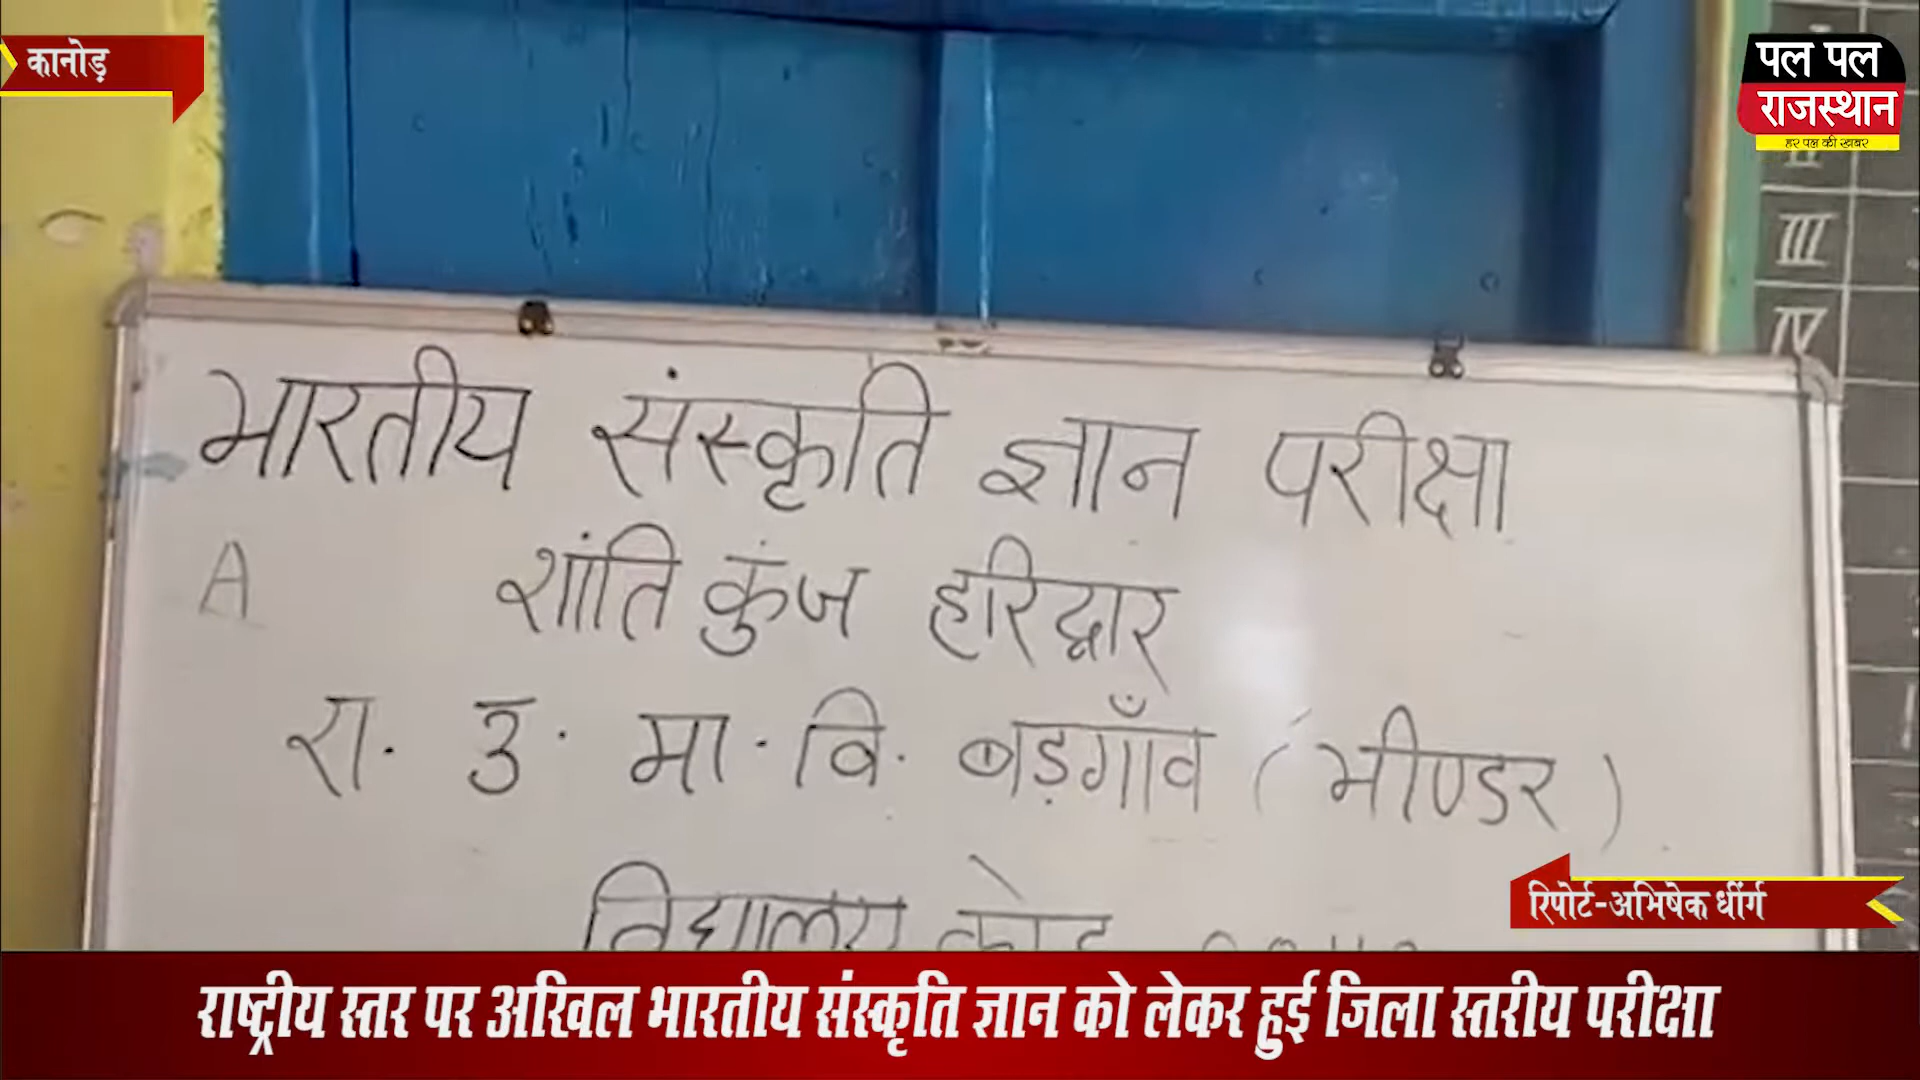 कानोड़
पल पल
राजस्थान
हर पल की खबर
III
IV
भारतीय संस्कृति ज्ञान परीक्षा
A
शांति कुंज हरिद्वार
रा. उ. मा. वि. बड़गाँव (भीण्डर)
विद्यालय कोड
रिपोर्ट-अभिषेक धींर्ग
राष्ट्रीय स्तर पर अखिल भारतीय संस्कृति ज्ञान को लेकर हुई जिला स्तरीय परीक्षा